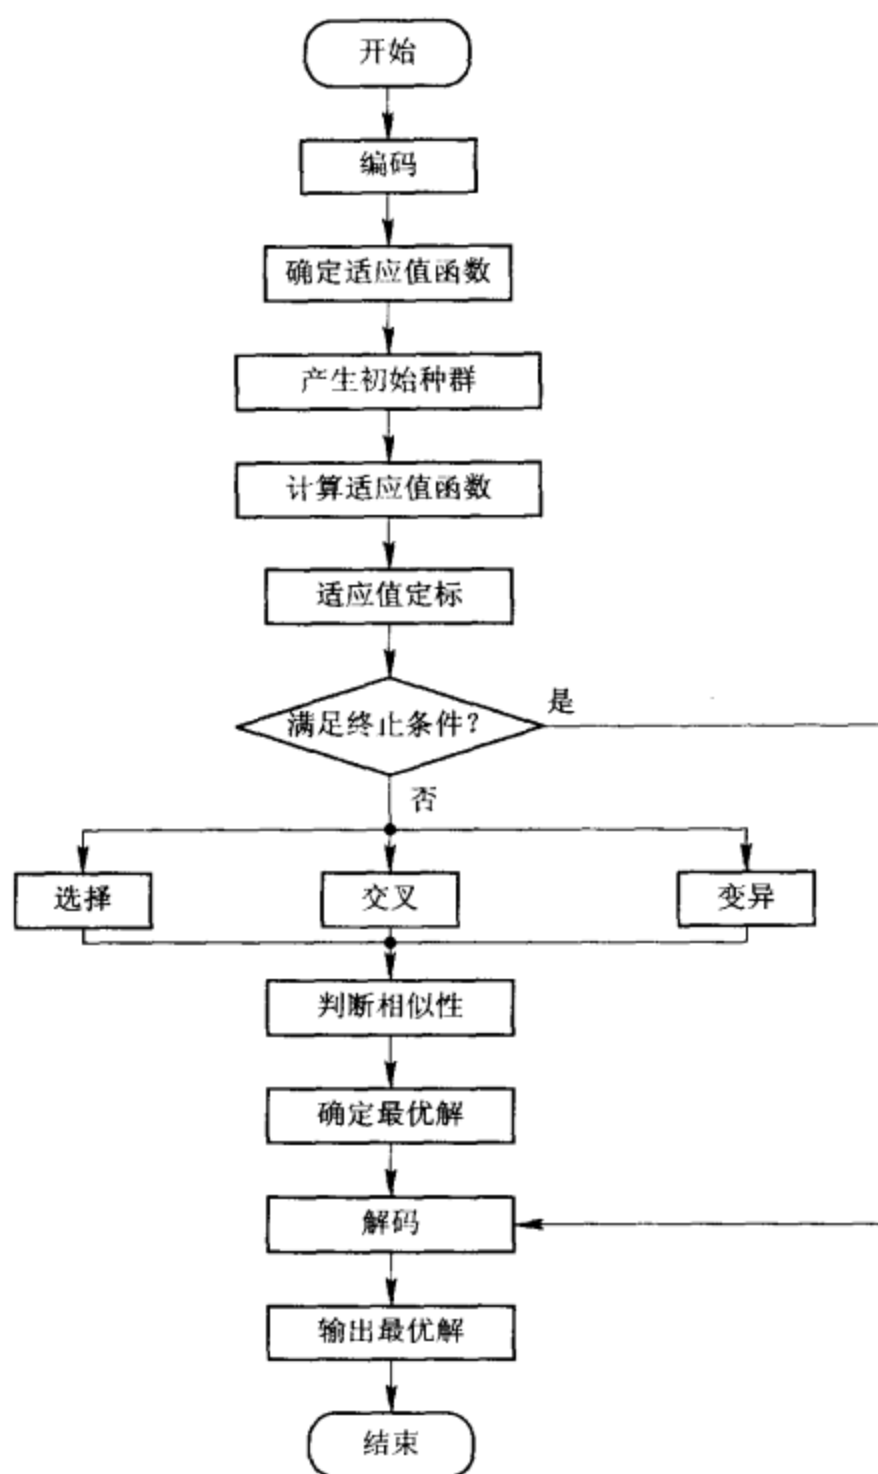 开始
编码
确定适应值函数
产生初始种群
计算适应值函数
适应值定标
满足终止条件?
是
否
选择
交叉
变异
判断相似性
确定最优解
解码
输出最优解
结束